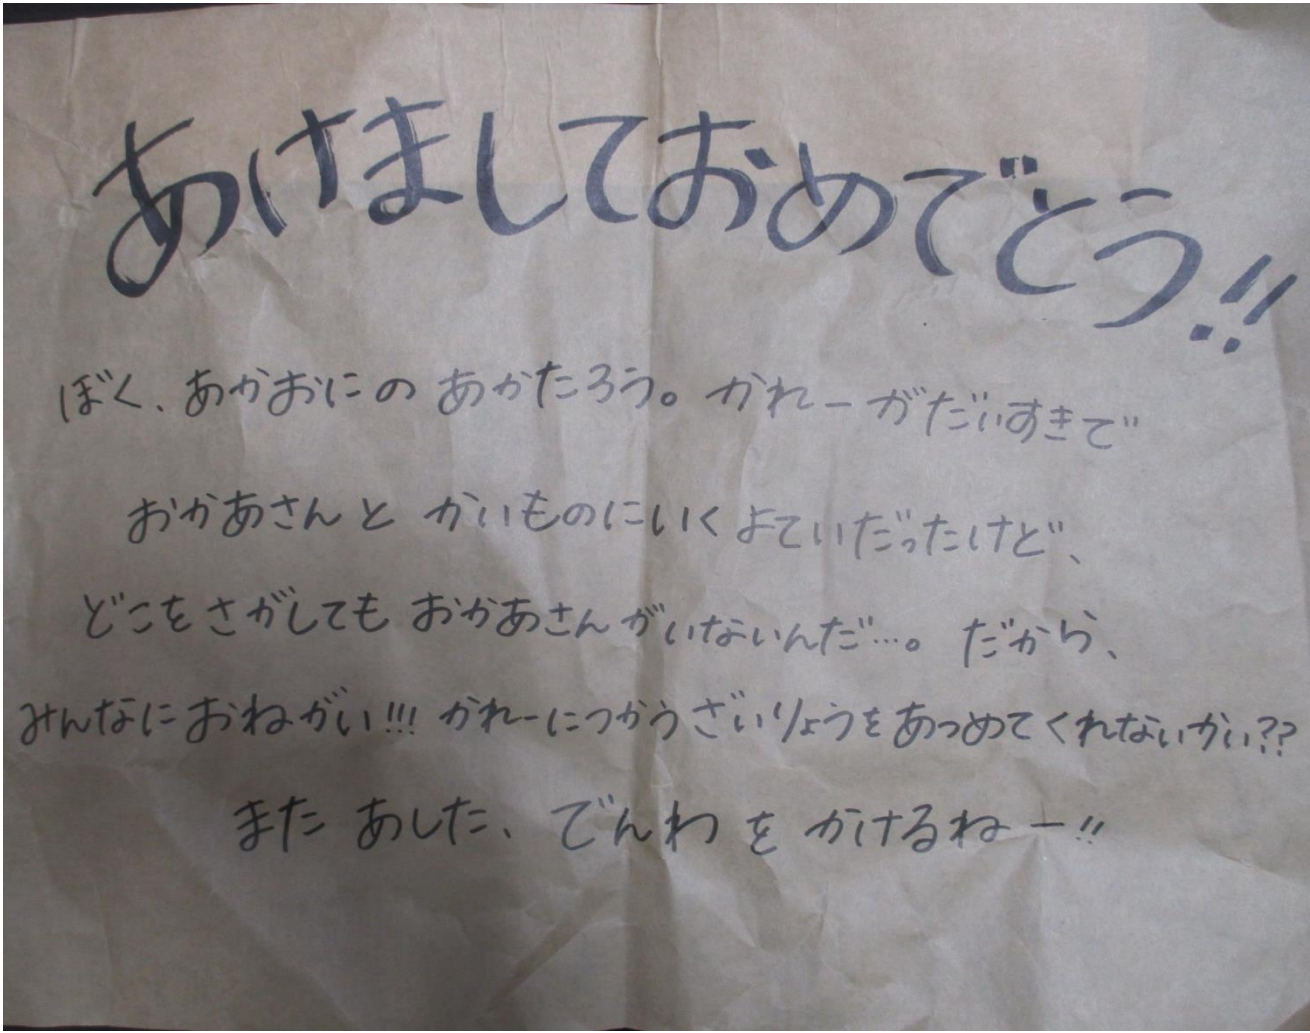 あけましておめでとう!!
ぼく、あかおにの あかたろう。かれーがだいすきで
おかあさんと かいものにいく よていだったけど、
どこをさがしても おかあさんがいないんだ…。だから、
みんなにおねがい!!! かれーにつかうざいりょうをあつめてくれないかい??
また あした、でんわを かけるねー!!